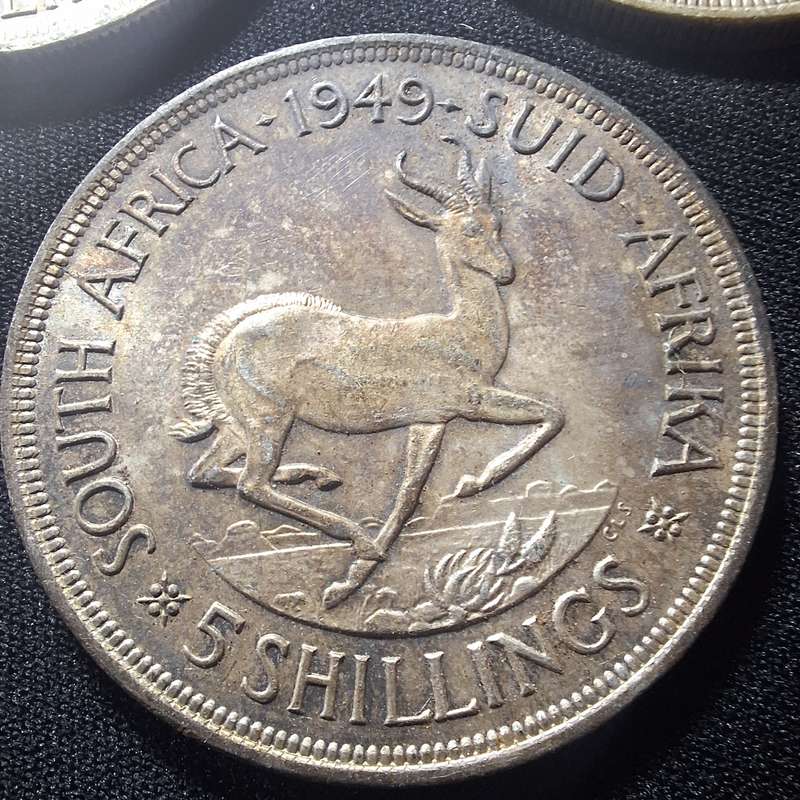 SOUTH AFRICA · 1949 · SUID-AFRIKA
5 SHILLINGS
CLS